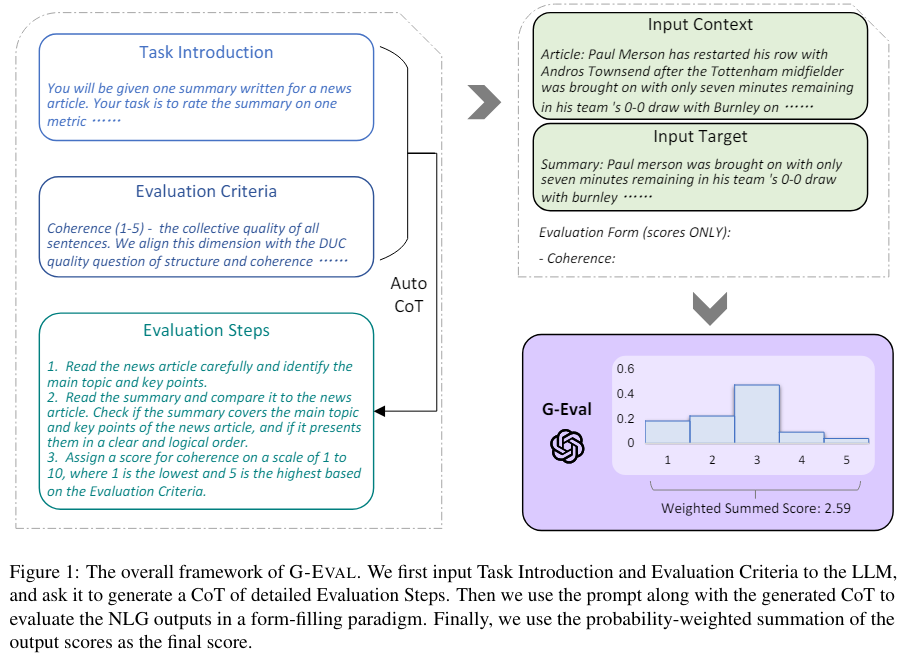 Task Introduction
You will be given one summary written for a news
article. Your task is to rate the summary on one
metric ······
Evaluation Criteria
Coherence (1-5) - the collective quality of all
sentences. We align this dimension with the DUC
quality question of structure and coherence ······
Auto
CoT
Evaluation Steps
1. Read the news article carefully and identify the
main topic and key points.
2. Read the summary and compare it to the news
article. Check if the summary covers the main topic
and key points of the news article, and if it presents
them in a clear and logical order.
3. Assign a score for coherence on a scale of 1 to
10, where 1 is the lowest and 5 is the highest based
on the Evaluation Criteria.
Input Context
Article: Paul Merson has restarted his row with
Andros Townsend after the Tottenham midfielder
was brought on with only seven minutes remaining
in his team 's 0-0 draw with Burnley on ······
Input Target
Summary: Paul merson was brought on with only
seven minutes remaining in his team 's 0-0 draw
with burnley ······
Evaluation Form (scores ONLY):
- Coherence:
G-Eval
0.6
0.4
0.2
0
1 2 3 4 5
Weighted Summed Score: 2.59
Figure 1: The overall framework of G-EVAL. We first input Task Introduction and Evaluation Criteria to the LLM,
and ask it to generate a CoT of detailed Evaluation Steps. Then we use the prompt along with the generated CoT to
evaluate the NLG outputs in a form-filling paradigm. Finally, we use the probability-weighted summation of the
output scores as the final score.